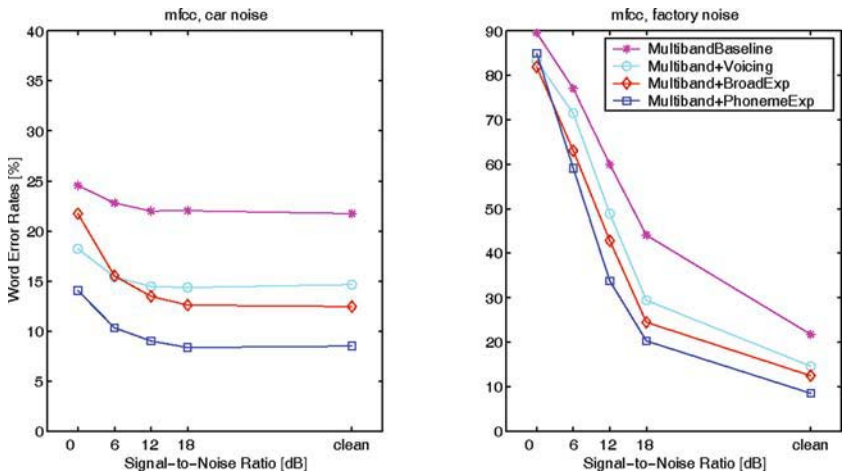 mfcc, car noise
40
35
30
25
20
15
10
5
0
Word Error Rates [%]
0 6 12 18 clean
Signal-to-Noise Ratio [dB]
mfcc, factory noise
90
80
70
60
50
40
30
20
10
0
MultibandBaseline
Multiband+Voicing
Multiband+BroadExp
Multiband+PhonemeExp
0 6 12 18 clean
Signal-to-Noise Ratio [dB]